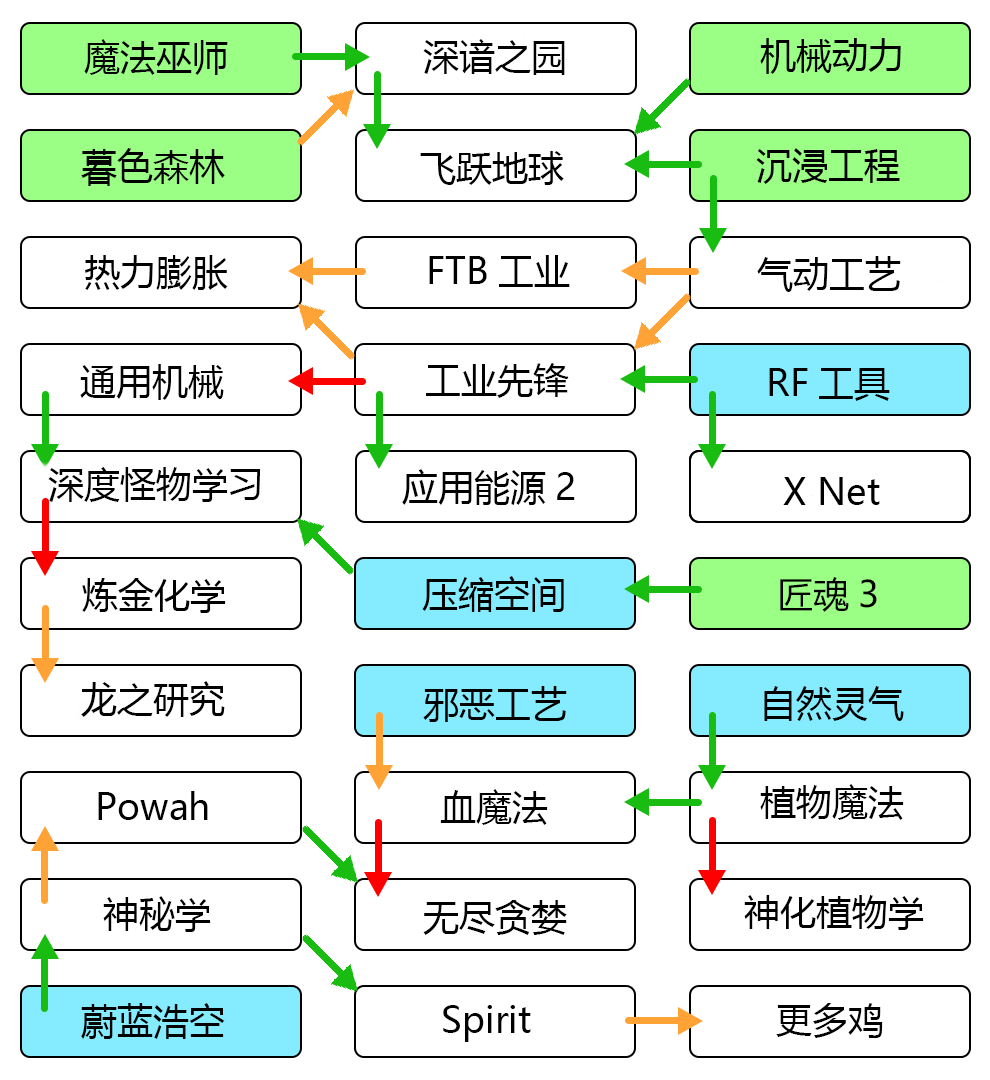 魔法巫师
深谙之园
机械动力
暮色森林
飞跃地球
沉浸工程
热力膨胀
FTB 工业
气动工艺
通用机械
工业先锋
RF 工具
深度怪物学习
应用能源 2
X Net
炼金化学
压缩空间
匠魂 3
龙之研究
邪恶工艺
自然灵气
Powah
血魔法
植物魔法
神秘学
无尽贪婪
神化植物学
蔚蓝浩空
Spirit
更多鸡